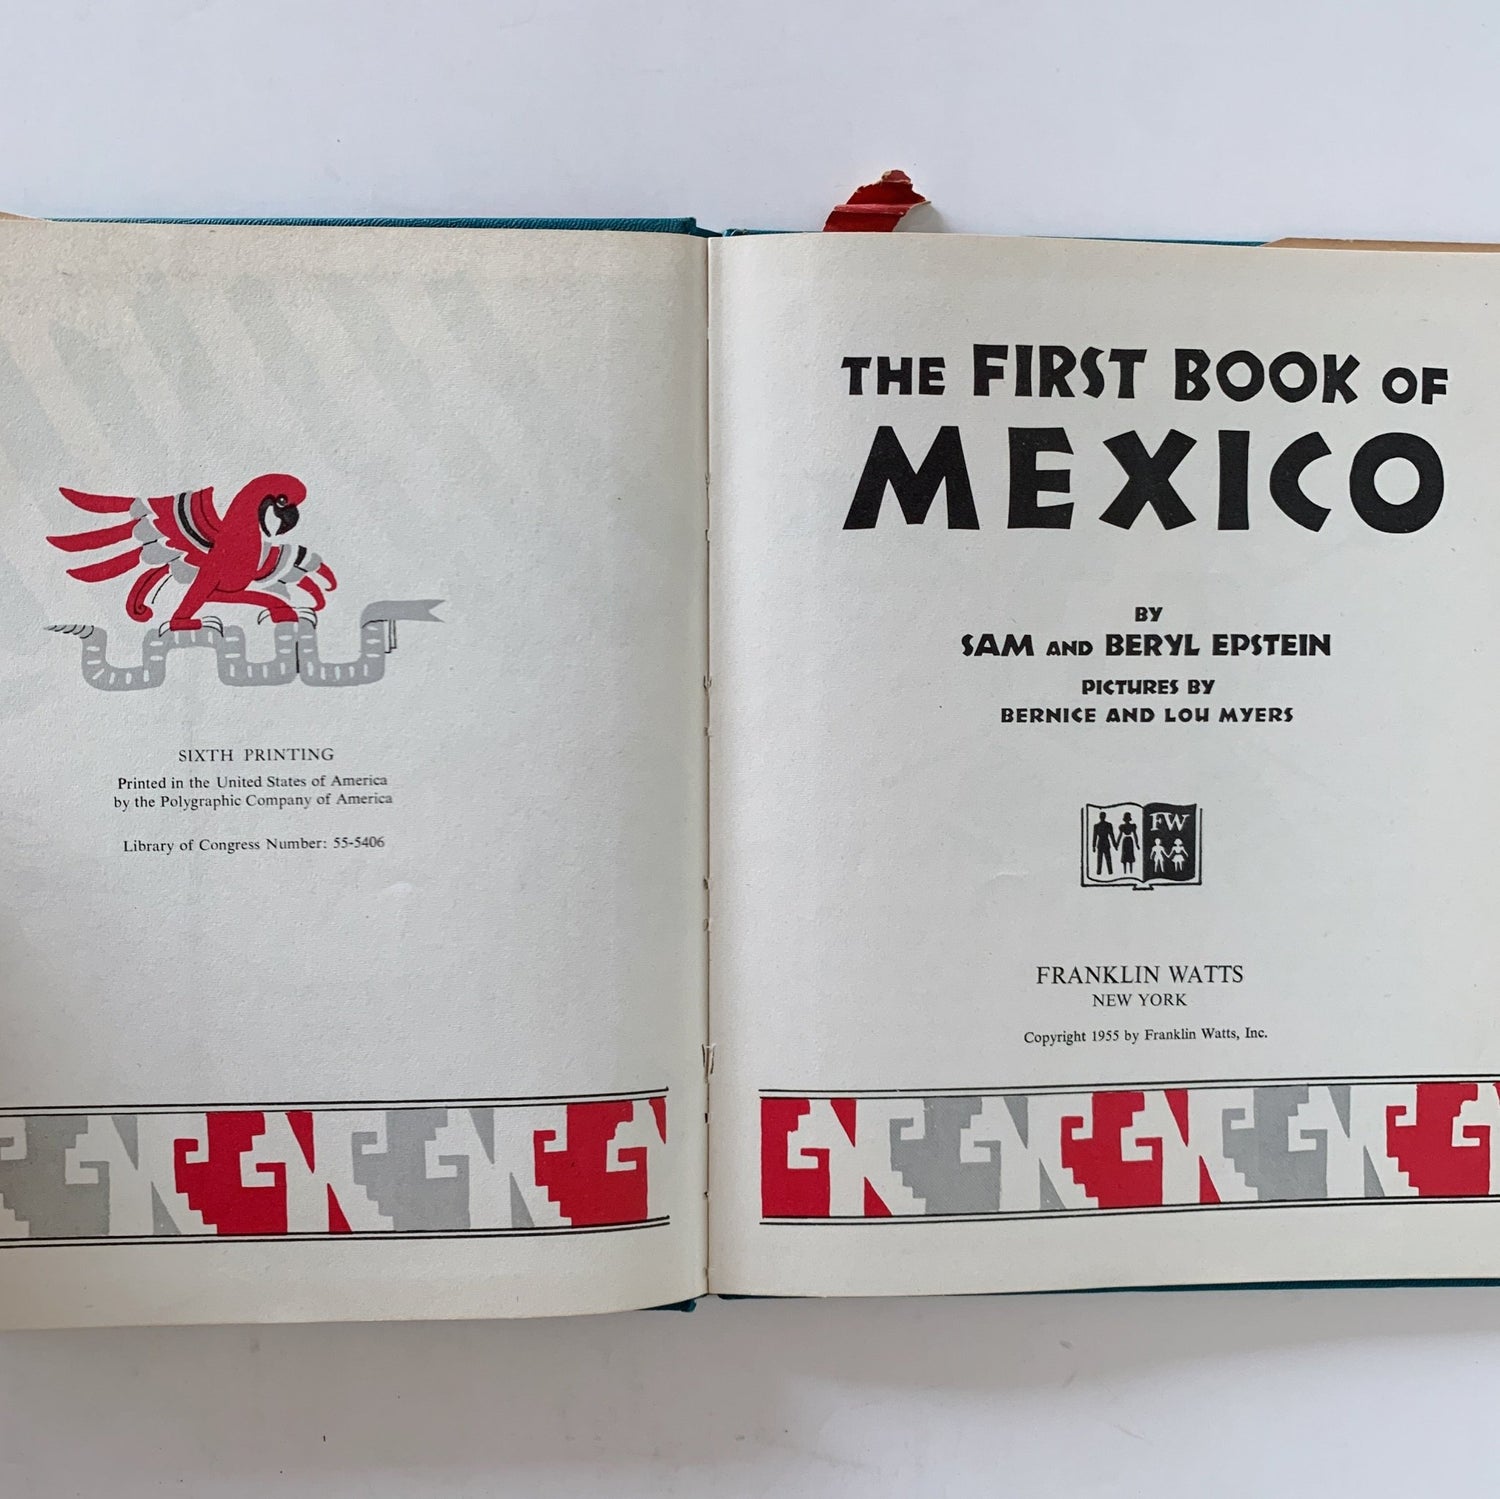 SIXTH PRINTING
Printed in the United States of America
by the Polygraphic Company of America
Library of Congress Number: 55-5406
THE FIRST BOOK OF
MEXICO
BY
SAM AND BERYL EPSTEIN
PICTURES BY
BERNICE AND LOU MYERS
FW
FRANKLIN WATTS
NEW YORK
Copyright 1955 by Franklin Watts, Inc.